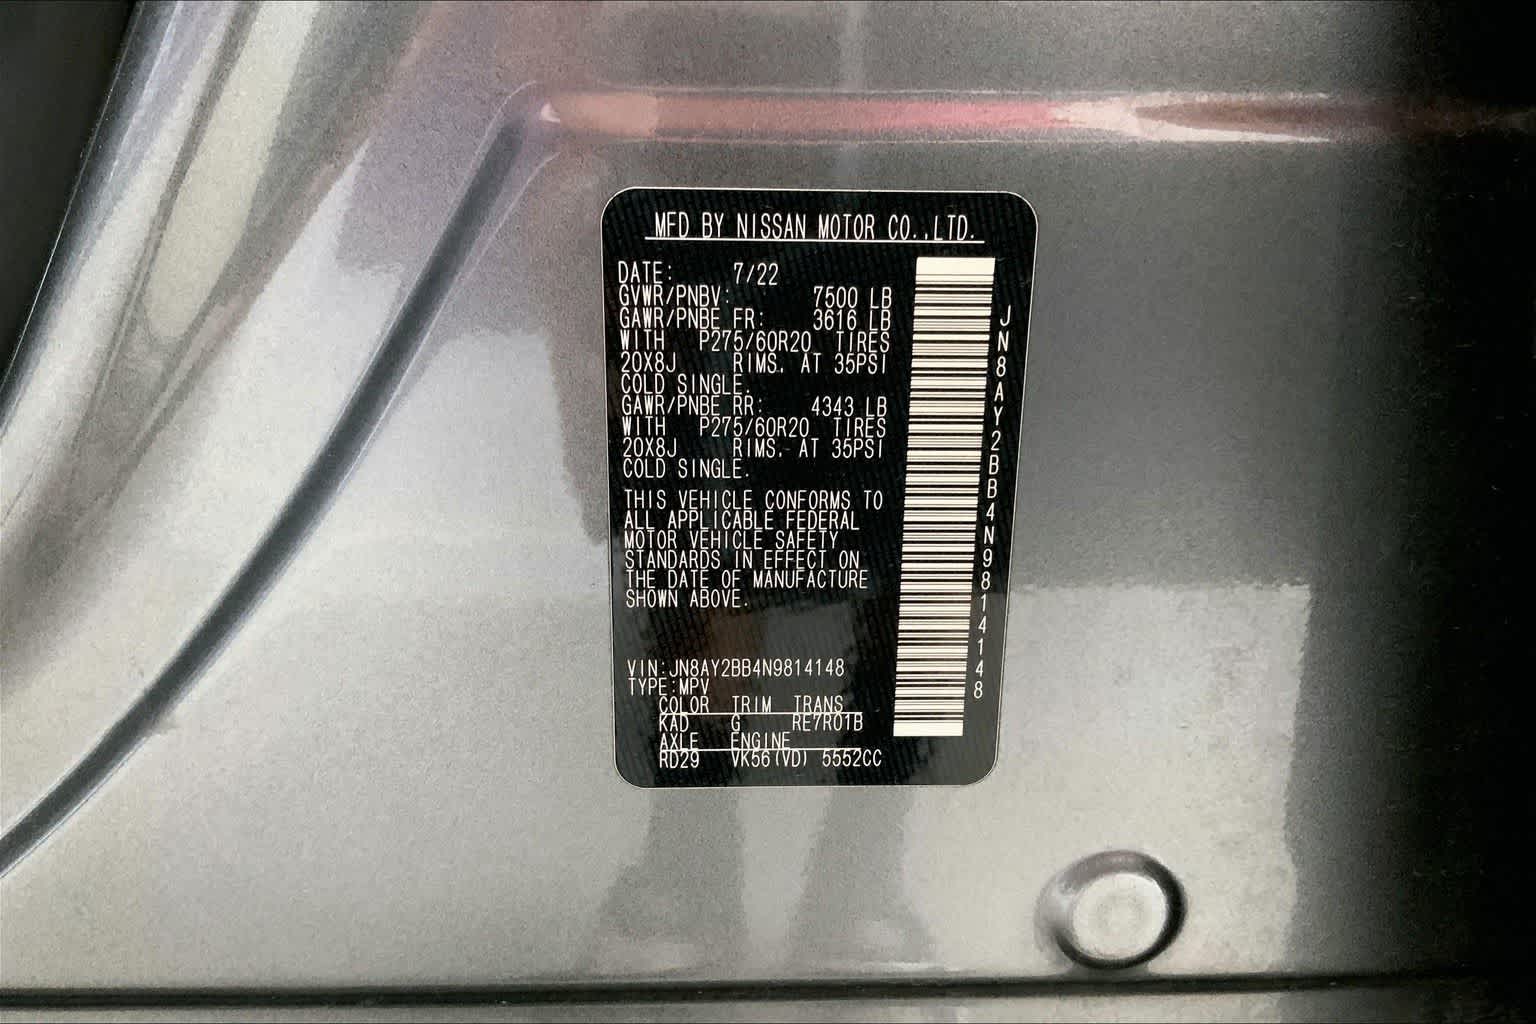 MFD BY NISSAN MOTOR CO.,LTD.
DATE: 7/22
GVWR/PNBV: 7500 LB
GAWR/PNBE FR: 3616 LB
WITH P275/60R20 TIRES
20X8J RIMS. AT 35PSI
COLD SINGLE.
GAWR/PNBE RR: 4343 LB
WITH P275/60R20 TIRES
20X8J RIMS. AT 35PSI
COLD SINGLE.
THIS VEHICLE CONFORMS TO
ALL APPLICABLE FEDERAL
MOTOR VEHICLE SAFETY
STANDARDS IN EFFECT ON
THE DATE OF MANUFACTURE
SHOWN ABOVE.
VIN:JN8AY2BB4N9814148
TYPE:MPV
COLOR TRIM TRANS
KAD G RE7R01B
AXLE ENGINE
RD29 VK56(VD) 5552CC
JN8AY2BB4N9814148